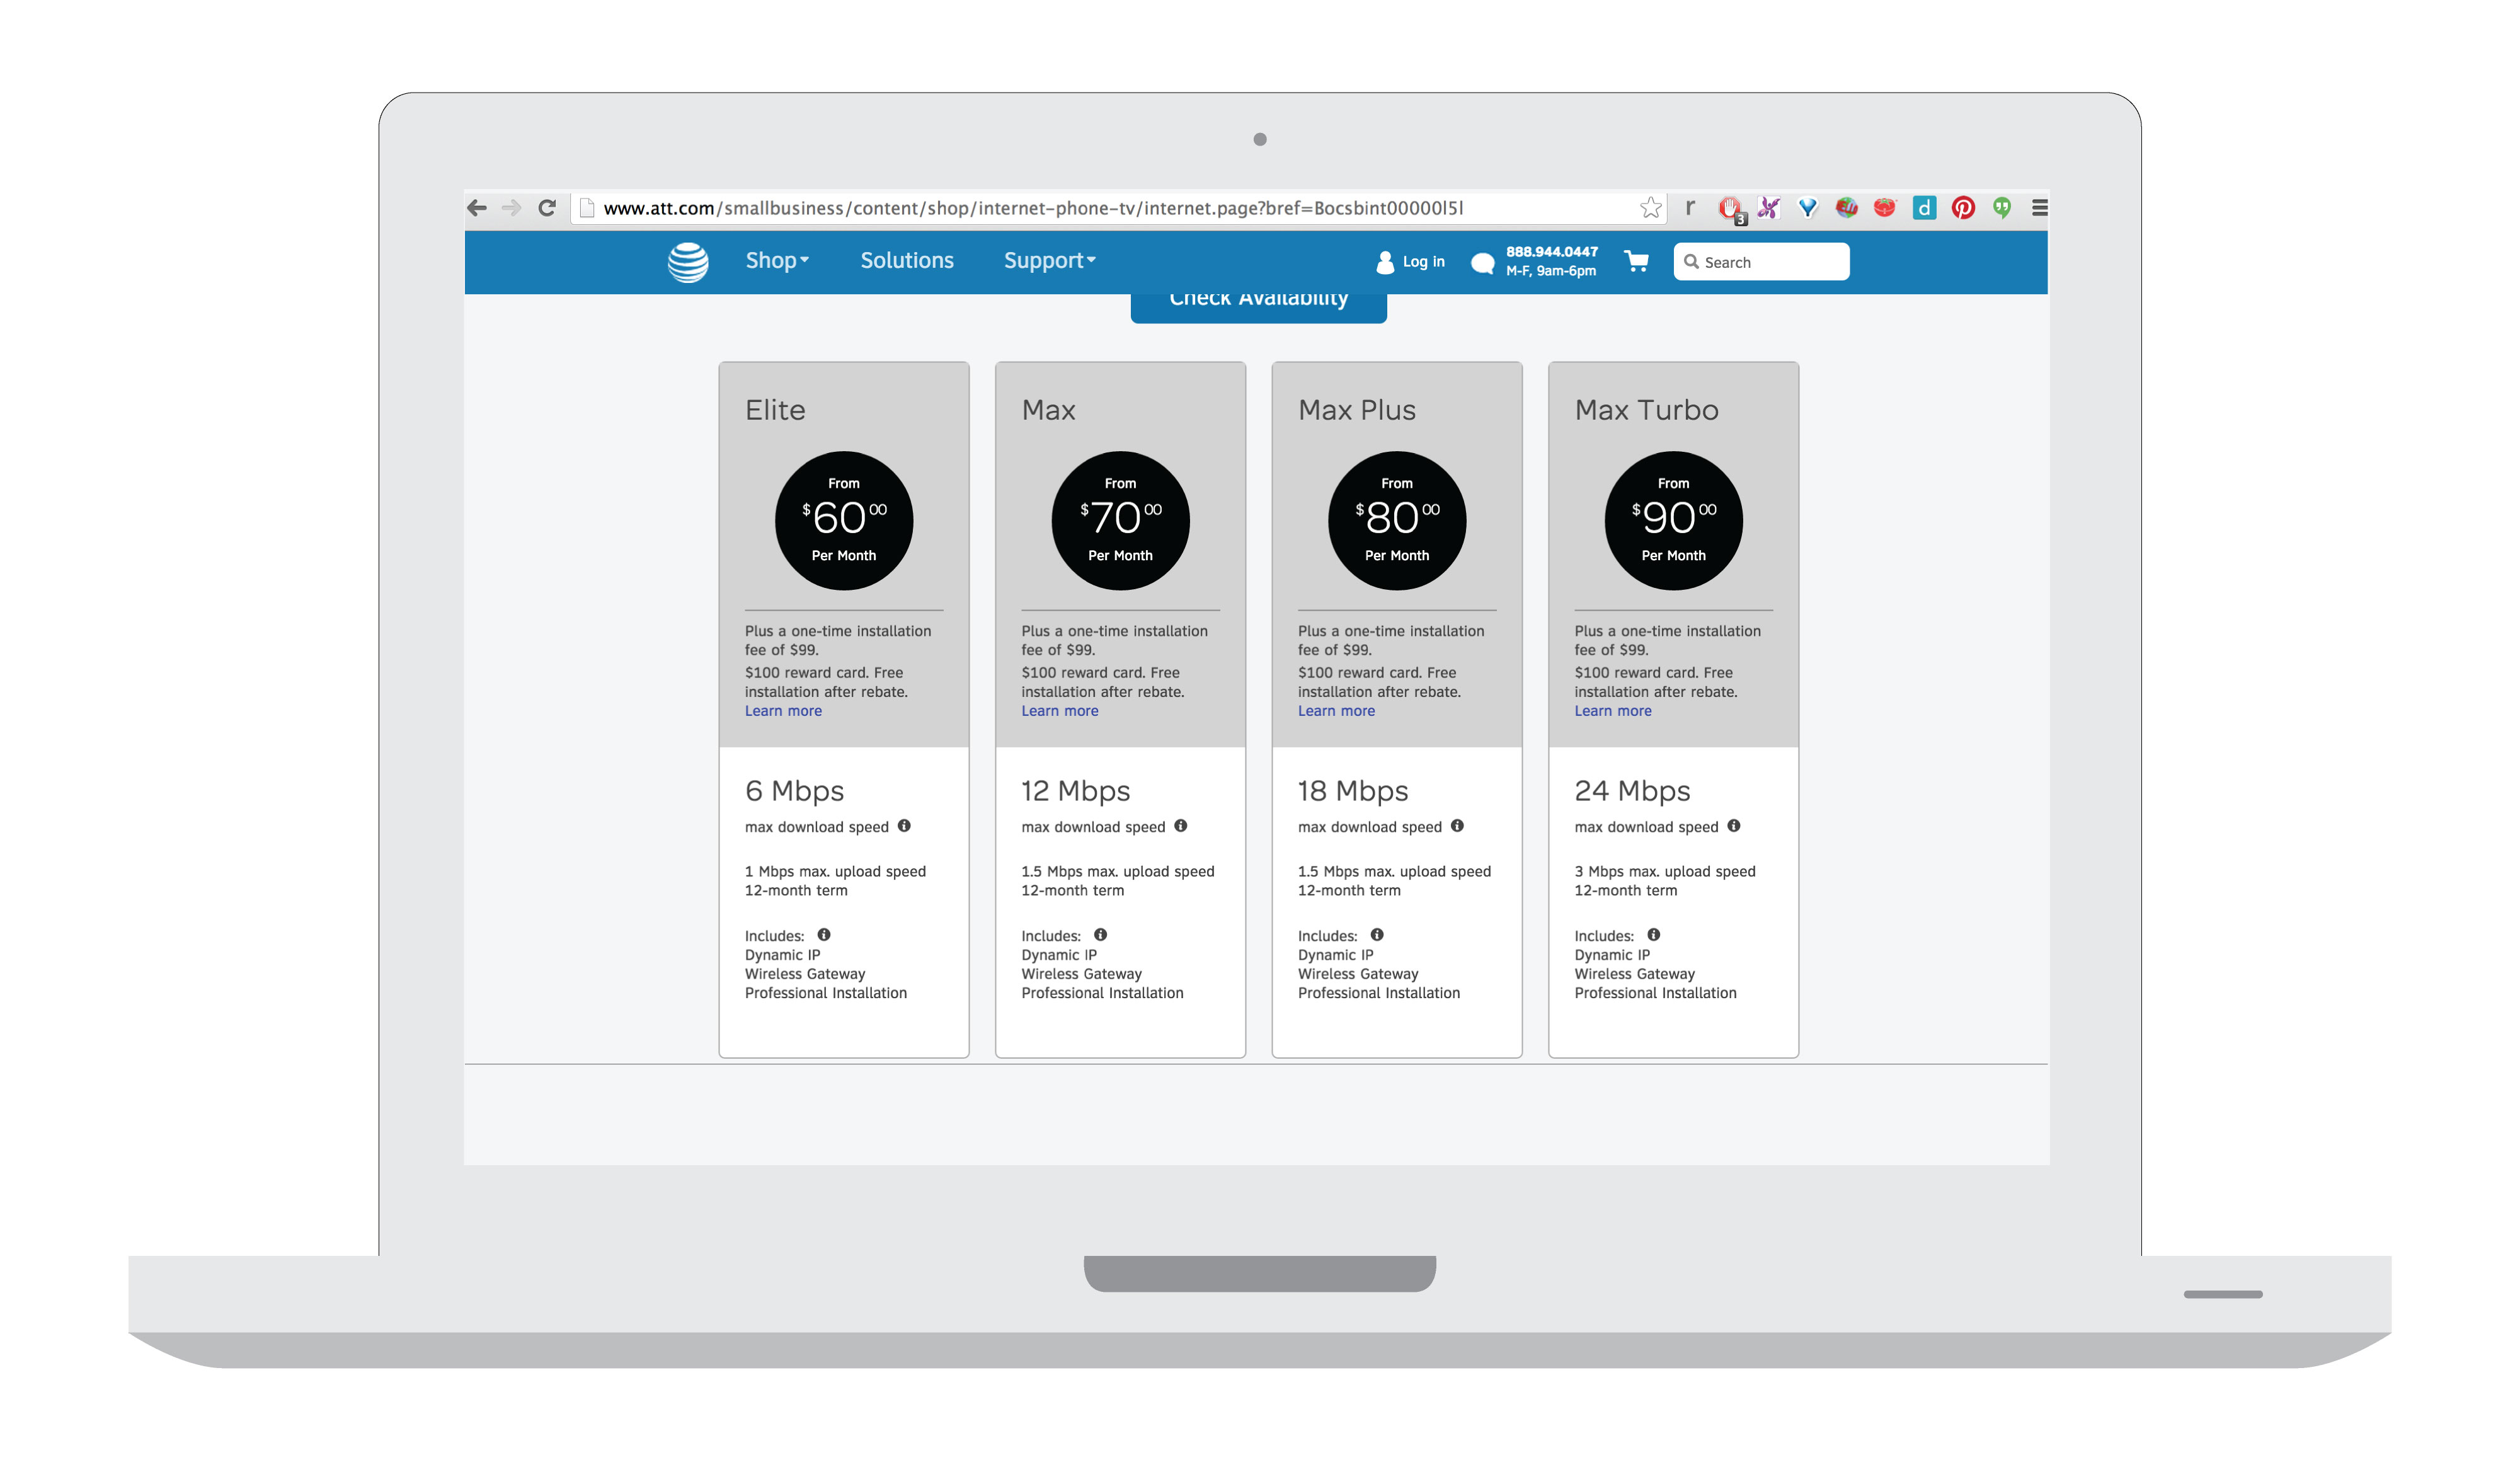 www.att.com/smallbusiness/content/shop/internet-phone-tv/internet.page?bref=Bocsbint0000l5l
r
3
d
Shop
Solutions
Support
Log in
888.944.0447
M-F, 9am-6pm
Search
Check Availability
Elite
From
$60 00
Per Month
Plus a one-time installation
fee of $99.
$100 reward card. Free
installation after rebate.
Learn more
6 Mbps
max download speed
1 Mbps max. upload speed
12-month term
Includes:
Dynamic IP
Wireless Gateway
Professional Installation
Max
From
$70 00
Per Month
Plus a one-time installation
fee of $99.
$100 reward card. Free
installation after rebate.
Learn more
12 Mbps
max download speed
1.5 Mbps max. upload speed
12-month term
Includes:
Dynamic IP
Wireless Gateway
Professional Installation
Max Plus
From
$80 00
Per Month
Plus a one-time installation
fee of $99.
$100 reward card. Free
installation after rebate.
Learn more
18 Mbps
max download speed
1.5 Mbps max. upload speed
12-month term
Includes:
Dynamic IP
Wireless Gateway
Professional Installation
Max Turbo
From
$90 00
Per Month
Plus a one-time installation
fee of $99.
$100 reward card. Free
installation after rebate.
Learn more
24 Mbps
max download speed
3 Mbps max. upload speed
12-month term
Includes:
Dynamic IP
Wireless Gateway
Professional Installation